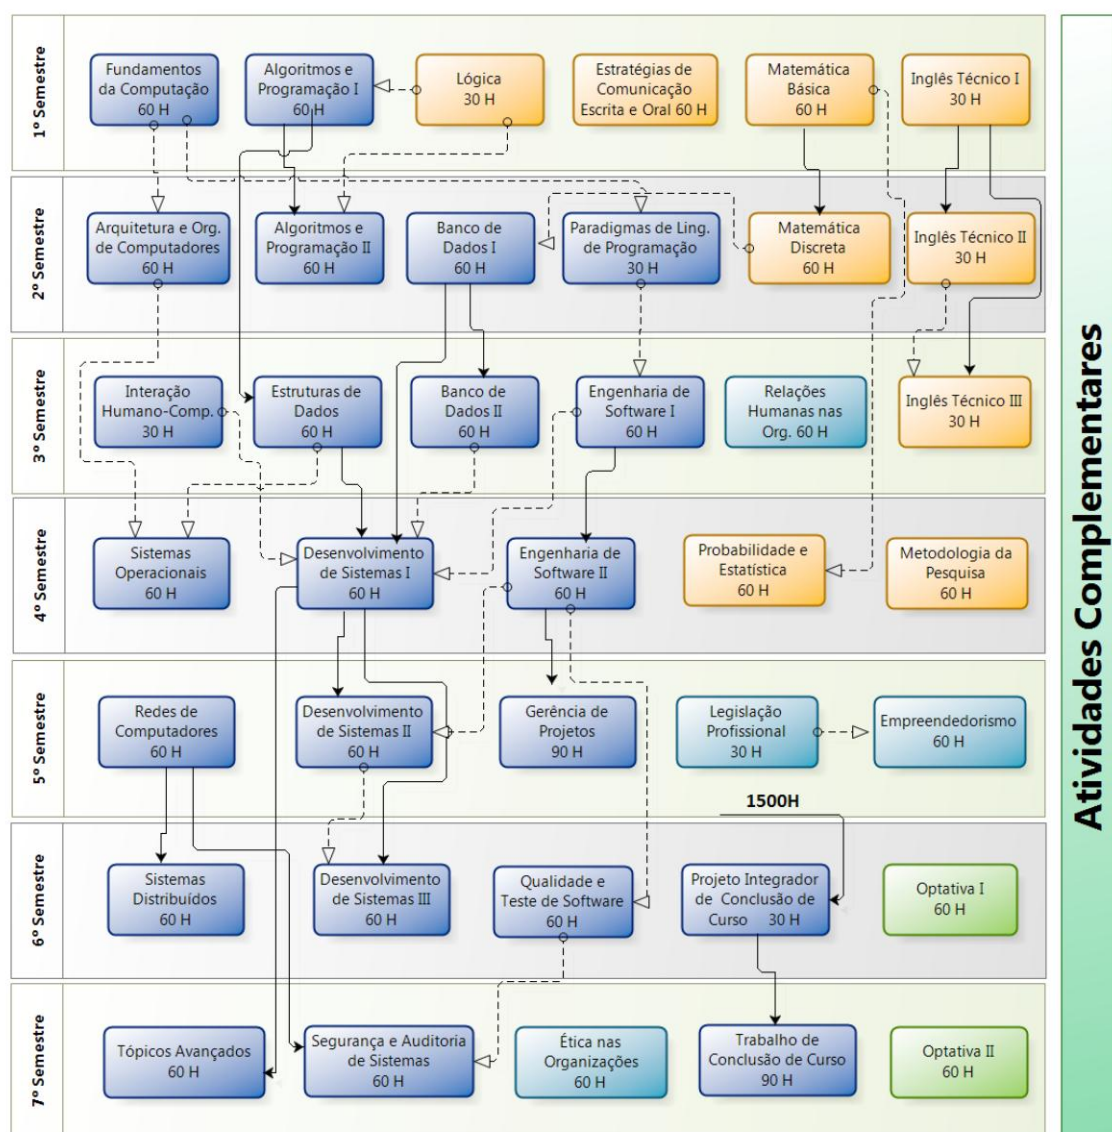 1º Semestre
Fundamentos
da Computação
60 H
Algoritmos e
Programação I
60 H
Lógica
30 H
Estratégias de
Comunicação
Escrita e Oral 60 H
Matemática
Básica
60 H
Inglês Técnico I
30 H
2º Semestre
Arquitetura e Org.
de Computadores
60 H
Algoritmos e
Programação II
60 H
Banco de
Dados I
60 H
Paradigmas de Ling.
de Programação
30 H
Matemática
Discreta
60 H
Inglês Técnico II
30 H
3º Semestre
Interação
Humano-Comp.
30 H
Estruturas de
Dados
60 H
Banco de
Dados II
60 H
Engenharia de
Software I
60 H
Relações
Humanas nas
Org. 60 H
Inglês Técnico III
30 H
4º Semestre
Sistemas
Operacionais
60 H
Desenvolvimento
de Sistemas I
60 H
Engenharia de
Software II
60 H
Probabilidade e
Estatística
60 H
Metodologia da
Pesquisa
60 H
5º Semestre
Redes de
Computadores
60 H
Desenvolvimento
de Sistemas II
60 H
Gerência de
Projetos
90 H
Legislação
Profissional
30 H
Empreendedorismo
60 H
1500H
6º Semestre
Sistemas
Distribuídos
60 H
Desenvolvimento
de Sistemas III
60 H
Qualidade e
Teste de Software
60 H
Projeto Integrador
de Conclusão de
Curso 30 H
Optativa I
60 H
7º Semestre
Tópicos Avançados
60 H
Segurança e Auditoria
de Sistemas
60 H
Ética nas
Organizações
60 H
Trabalho de
Conclusão de Curso
90 H
Optativa II
60 H
Atividades Complementares